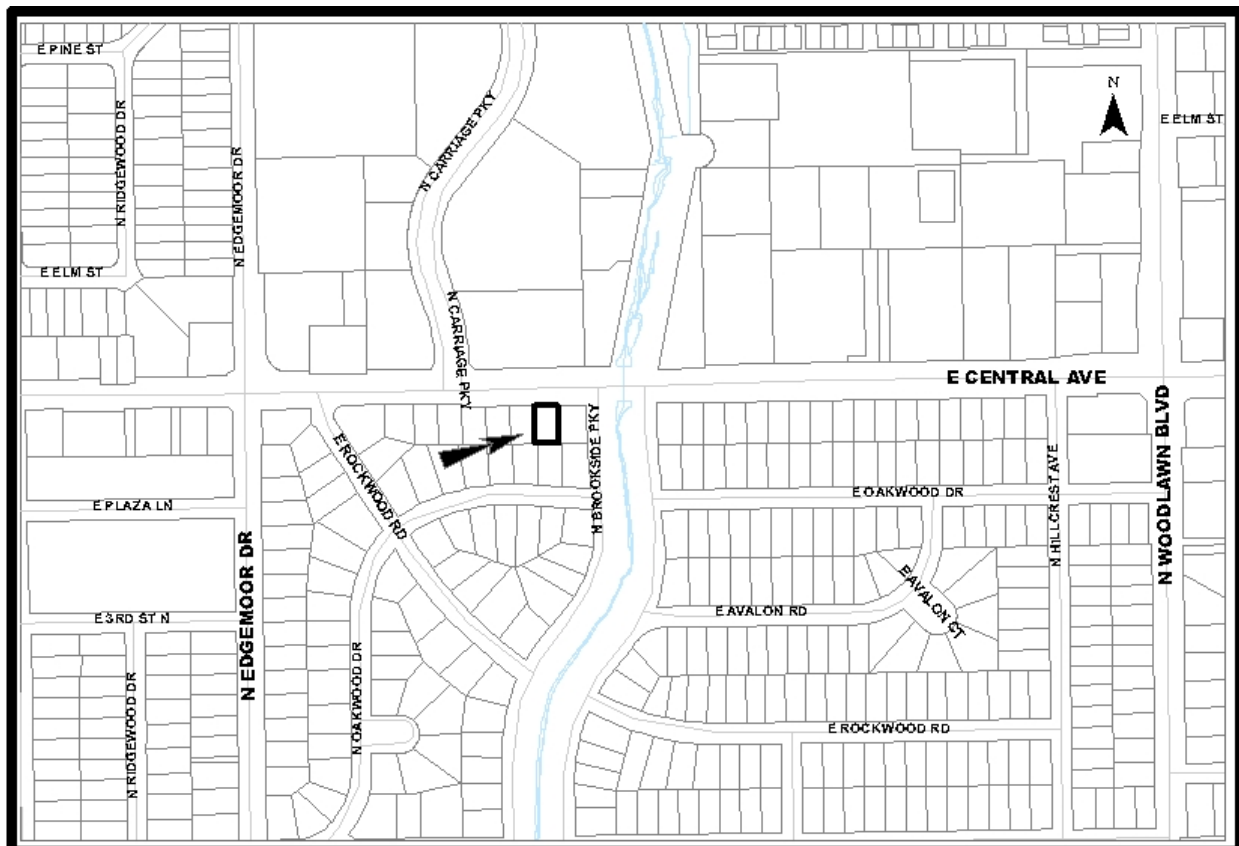 E PINE ST
N RIDGEWOOD DR
N EDGEMOOR DR
N CARRIAGE PKY
N
E ELM ST
E ELM ST
N CARRIAGE PKY
E CENTRAL AVE
N WOODLAWN BLVD
E ROCKWOOD RD
N BROOKSIDE PKY
N HILLCREST AVE
E OAKWOOD DR
E PLAZA LN
N EDGEMOOR DR
E AVALON RD
E AVALON CT
E 3RD ST N
N RIDGEWOOD DR
N OAKWOOD DR
E ROCKWOOD RD